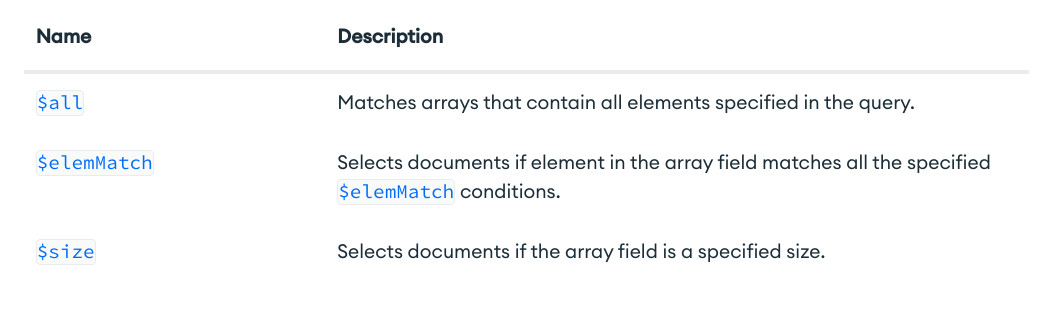 Name Description
$all Matches arrays that contain all elements specified in the query.
$elemMatch Selects documents if element in the array field matches all the specified
$elemMatch conditions.
$size Selects documents if the array field is a specified size.